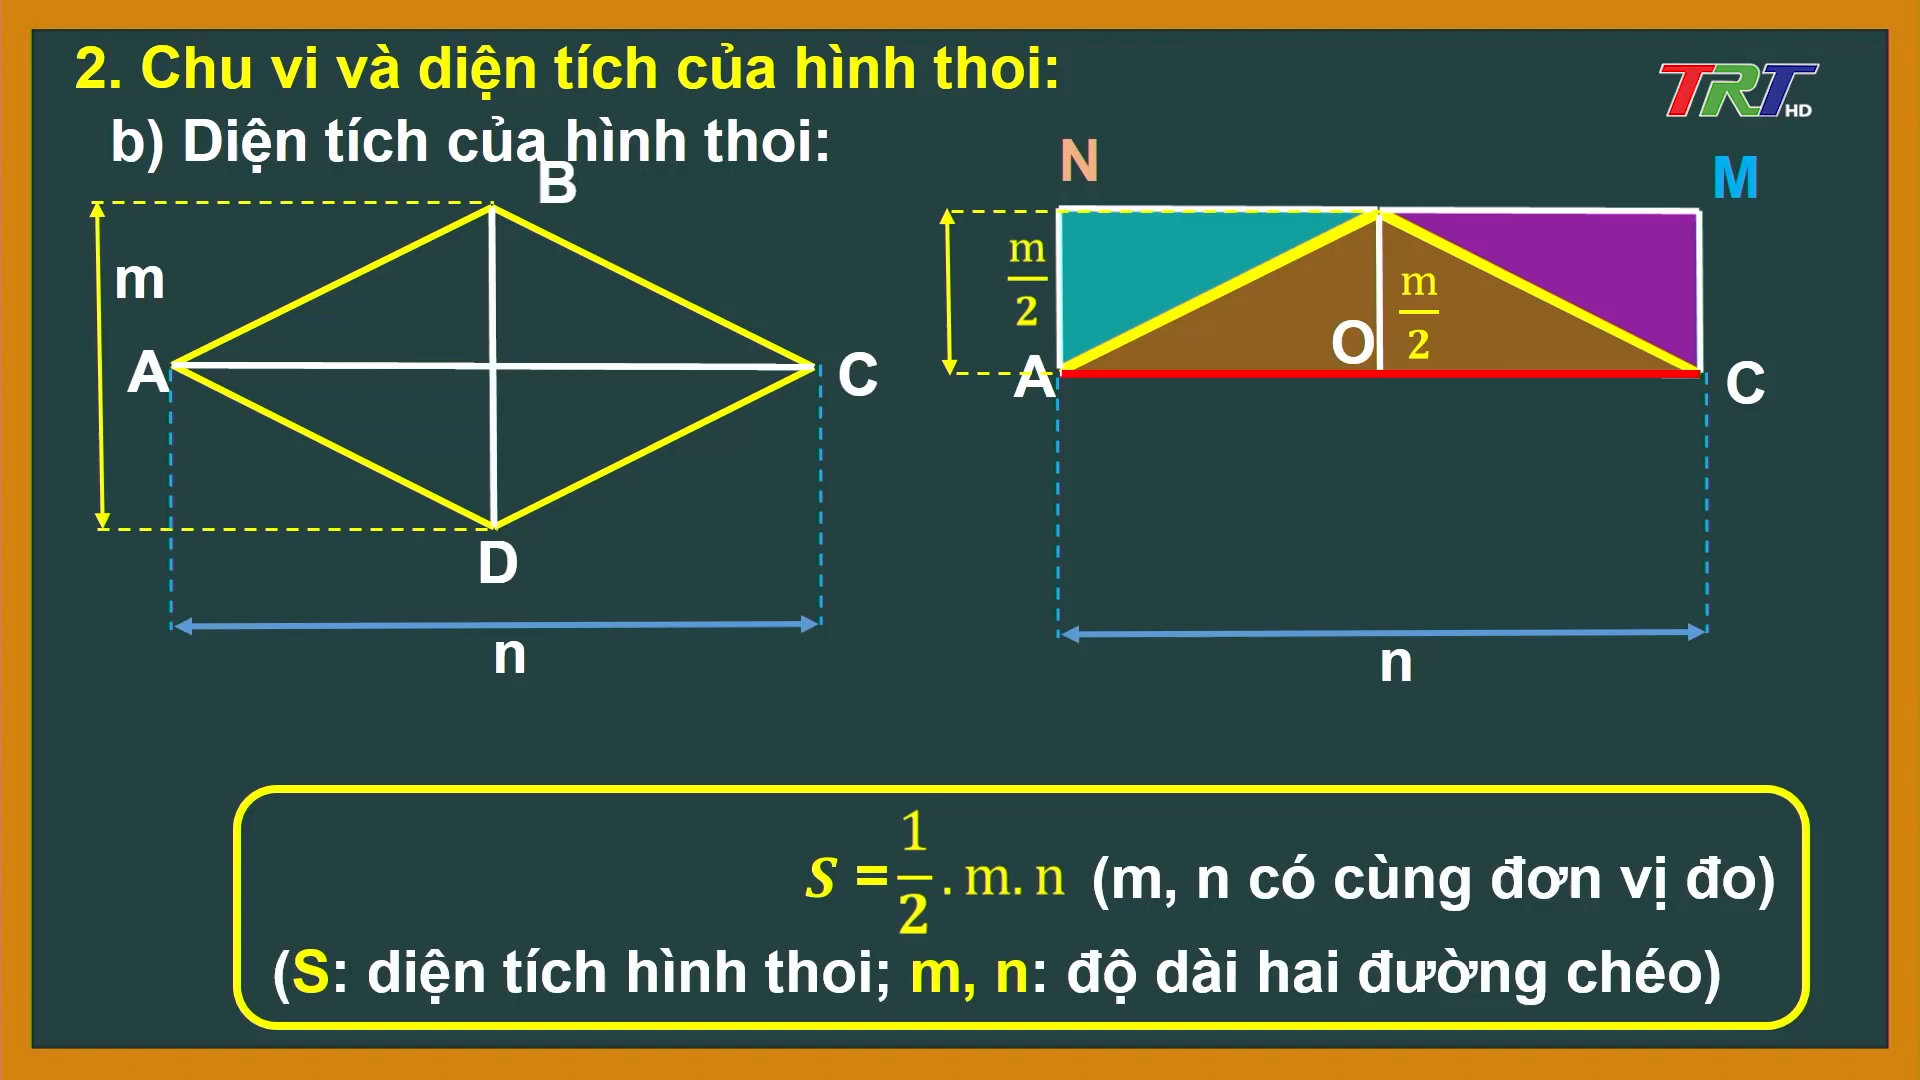 2. Chu vi và diện tích của hình thoi:
TRT HD
b) Diện tích của hình thoi:
B
m
A
C
D
n
N
M
m/2
O
m/2
A
C
n
S = 1/2 . m. n (m, n có cùng đơn vị đo)
(S: diện tích hình thoi; m, n: độ dài hai đường chéo)